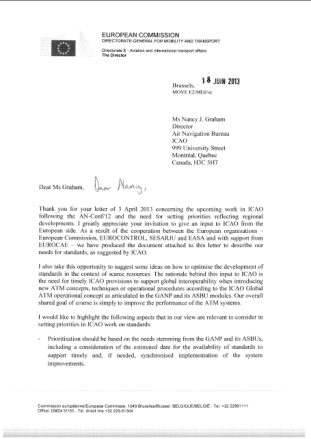 EUROPEAN COMMISSION
DIRECTORATE-GENERAL FOR MOBILITY AND TRANSPORT
Directorate E - Aviation and international transport affairs
The Director
Brussels, 18 JUIN 2013
MOVE E2/MD/
Ms Nancy J. Graham
Director
Air Navigation Bureau
ICAO
999 University Street
Montréal, Quebec
Canada, H3C 5H7
Dear Ms Graham, Dear Nancy,
Thank you for your letter of 3 April 2013 concerning the upcoming work in ICAO
following the AN-Conf/12 and the need for setting priorities reflecting regional
developments. I greatly appreciate your invitation to give an input to ICAO from the
European side. As a result of the cooperation between the European organisations –
European Commission, EUROCONTROL, SESARJU and EASA and with support from
EUROCAE – we have produced the document attached to this letter to describe our
needs for standards, as suggested by ICAO.
I also take this opportunity to suggest some ideas on how to optimise the development of
standards in the context of scarce resources. The rationale behind this input to ICAO is
the need for timely ICAO provisions to support global interoperability when introducing
new ATM concepts, techniques or operational procedures according to the ICAO Global
ATM operational concept as articulated in the GANP and its ASBU modules. Our overall
shared goal of course is simply to improve the performance of the ATM systems.
I would like to highlight the following aspects that in our view are relevant to consider in
setting priorities in ICAO work on standards:
- Prioritisation should be based on the needs stemming from the GANP and its ASBUs,
including a consideration of the estimated date for the availability of standards to
support timely and, if needed, synchronised implementation of the system
improvements.
Commission européenne/Europese Commissie, 1049 Bruxelles/Brussel, BELGIQUE/BELGIË - Tel. +32 22991111